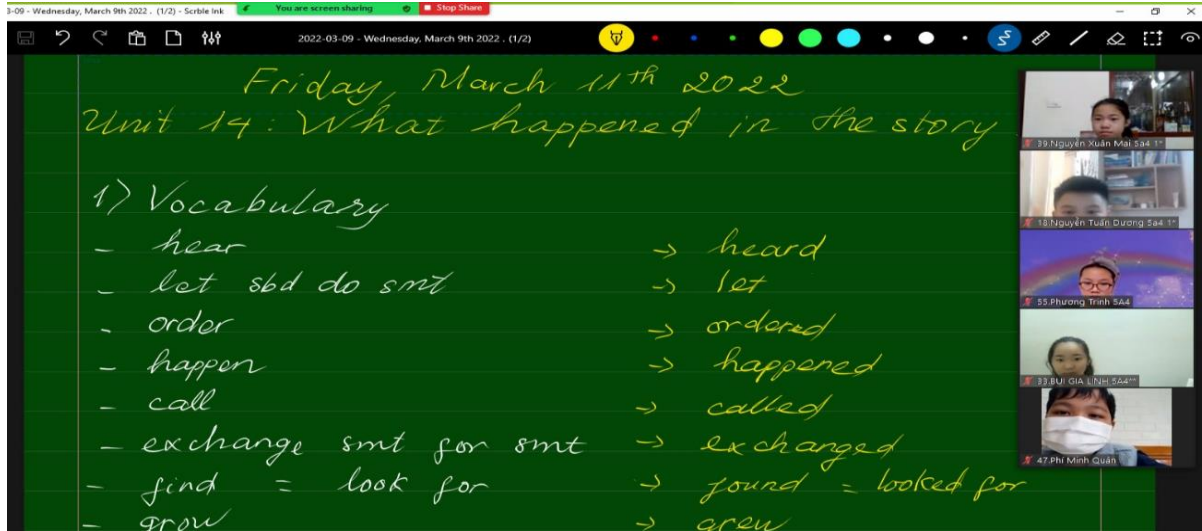 3-09 - Wednesday, March 9th 2022 . (1/2) - Scrble Ink
You are screen sharing
Stop Share
2022-03-09 - Wednesday, March 9th 2022 . (1/2)
Friday, March 11th 2022
Unit 14 : What happened in the story
1) Vocabulary
- hear -> heard
- let sbd do smt -> let
- order -> ordered
- happen -> happened
- call -> called
- exchange smt for smt -> exchanged
- find = look for -> found = looked for
- grow -> grew
39.Nguyễn Xuân Mai 5a4 1*
18.Nguyễn Tuấn Dương 5a4 1*
55.Phương Trinh 5A4
33.BUI GIA LINH 5A4**
47.Phí Minh Quân